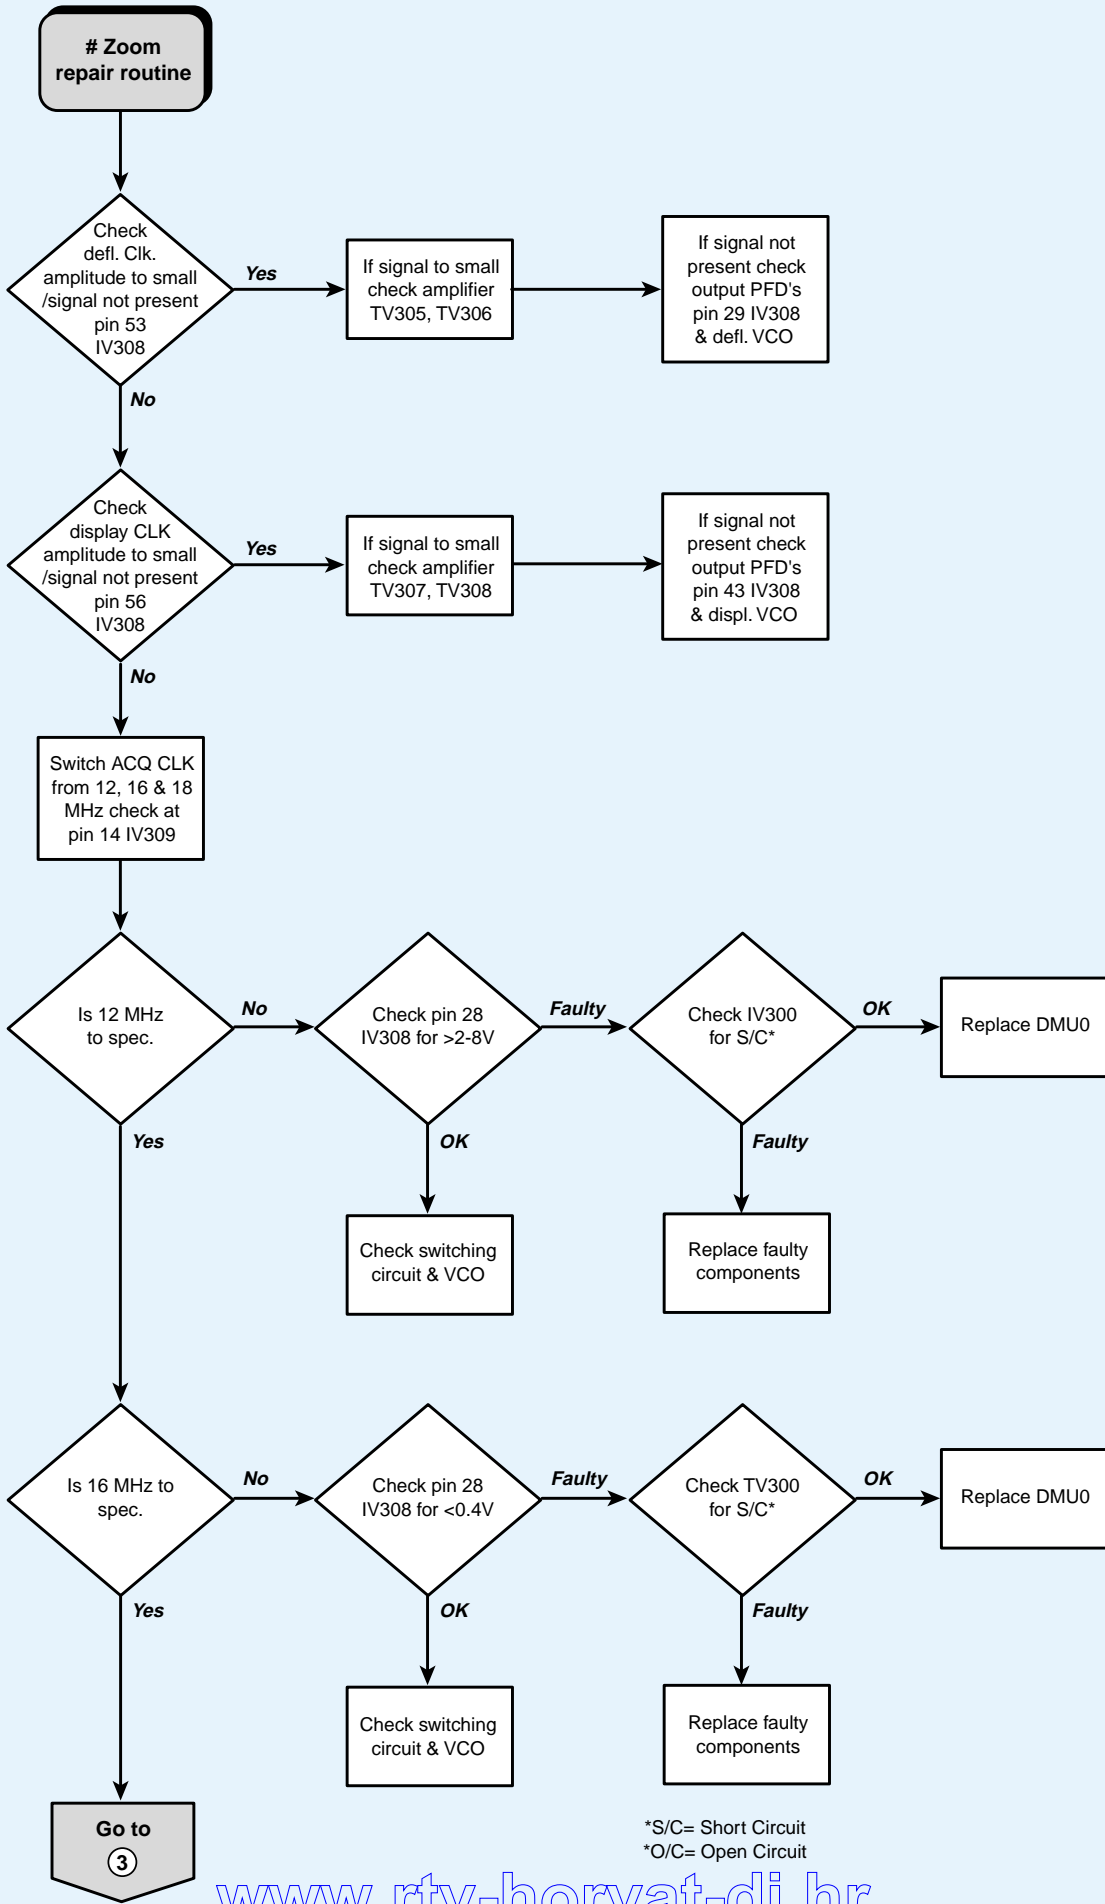 # Zoom
repair routine
Check
defl. Clk.
amplitude to small
/signal not present
pin 53
IV308
Yes
If signal to small
check amplifier
TV305, TV306
If signal not
present check
output PFD's
pin 29 IV308
& defl. VCO
No
Check
display CLK
amplitude to small
/signal not present
pin 56
IV308
Yes
If signal to small
check amplifier
TV307, TV308
If signal not
present check
output PFD's
pin 43 IV308
& displ. VCO
No
Switch ACQ CLK
from 12, 16 & 18
MHz check at
pin 14 IV309
Is 12 MHz
to spec.
No
Check pin 28
IV308 for >2-8V
Faulty
Check IV300
for S/C*
OK
Replace DMU0
Yes
OK
Faulty
Check switching
circuit & VCO
Replace faulty
components
Is 16 MHz to
spec.
No
Check pin 28
IV308 for <0.4V
Faulty
Check TV300
for S/C*
OK
Replace DMU0
Yes
OK
Faulty
Check switching
circuit & VCO
Replace faulty
components
Go to
3
*S/C= Short Circuit
*O/C= Open Circuit
www.rtv-horvat-dj.hr